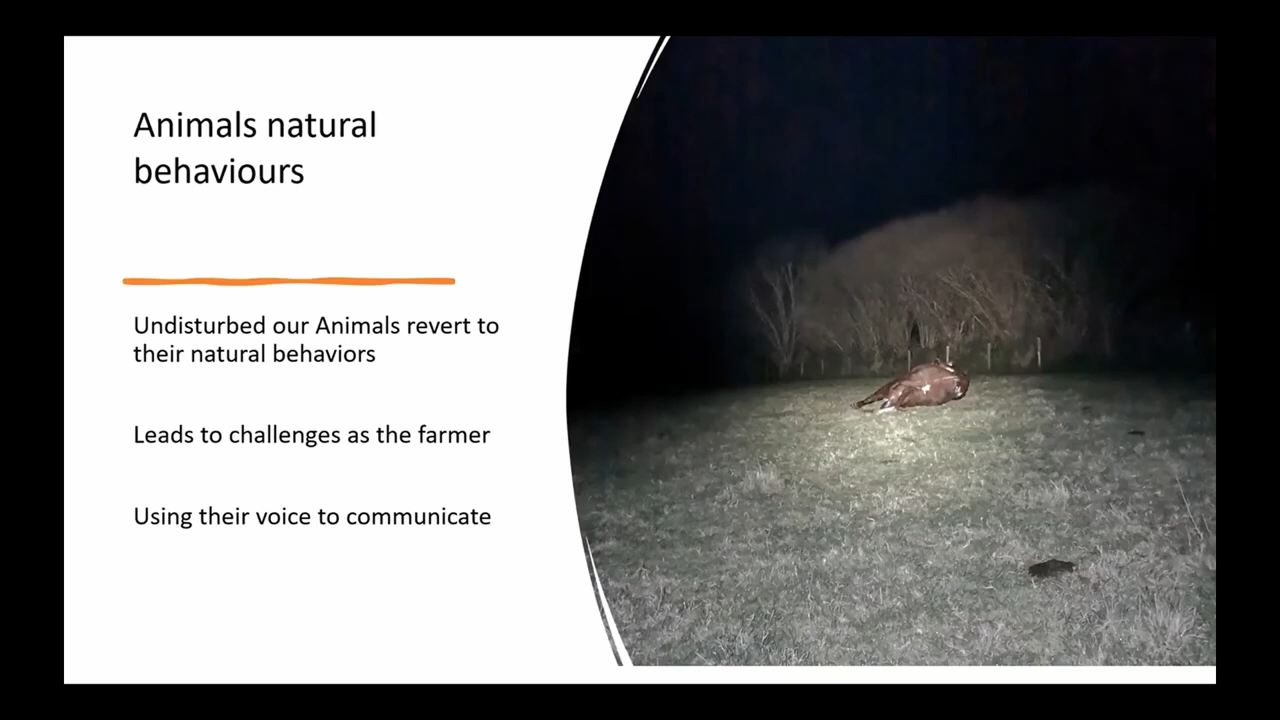 Animals natural
behaviours
Undisturbed our Animals revert to
their natural behaviors
Leads to challenges as the farmer
Using their voice to communicate